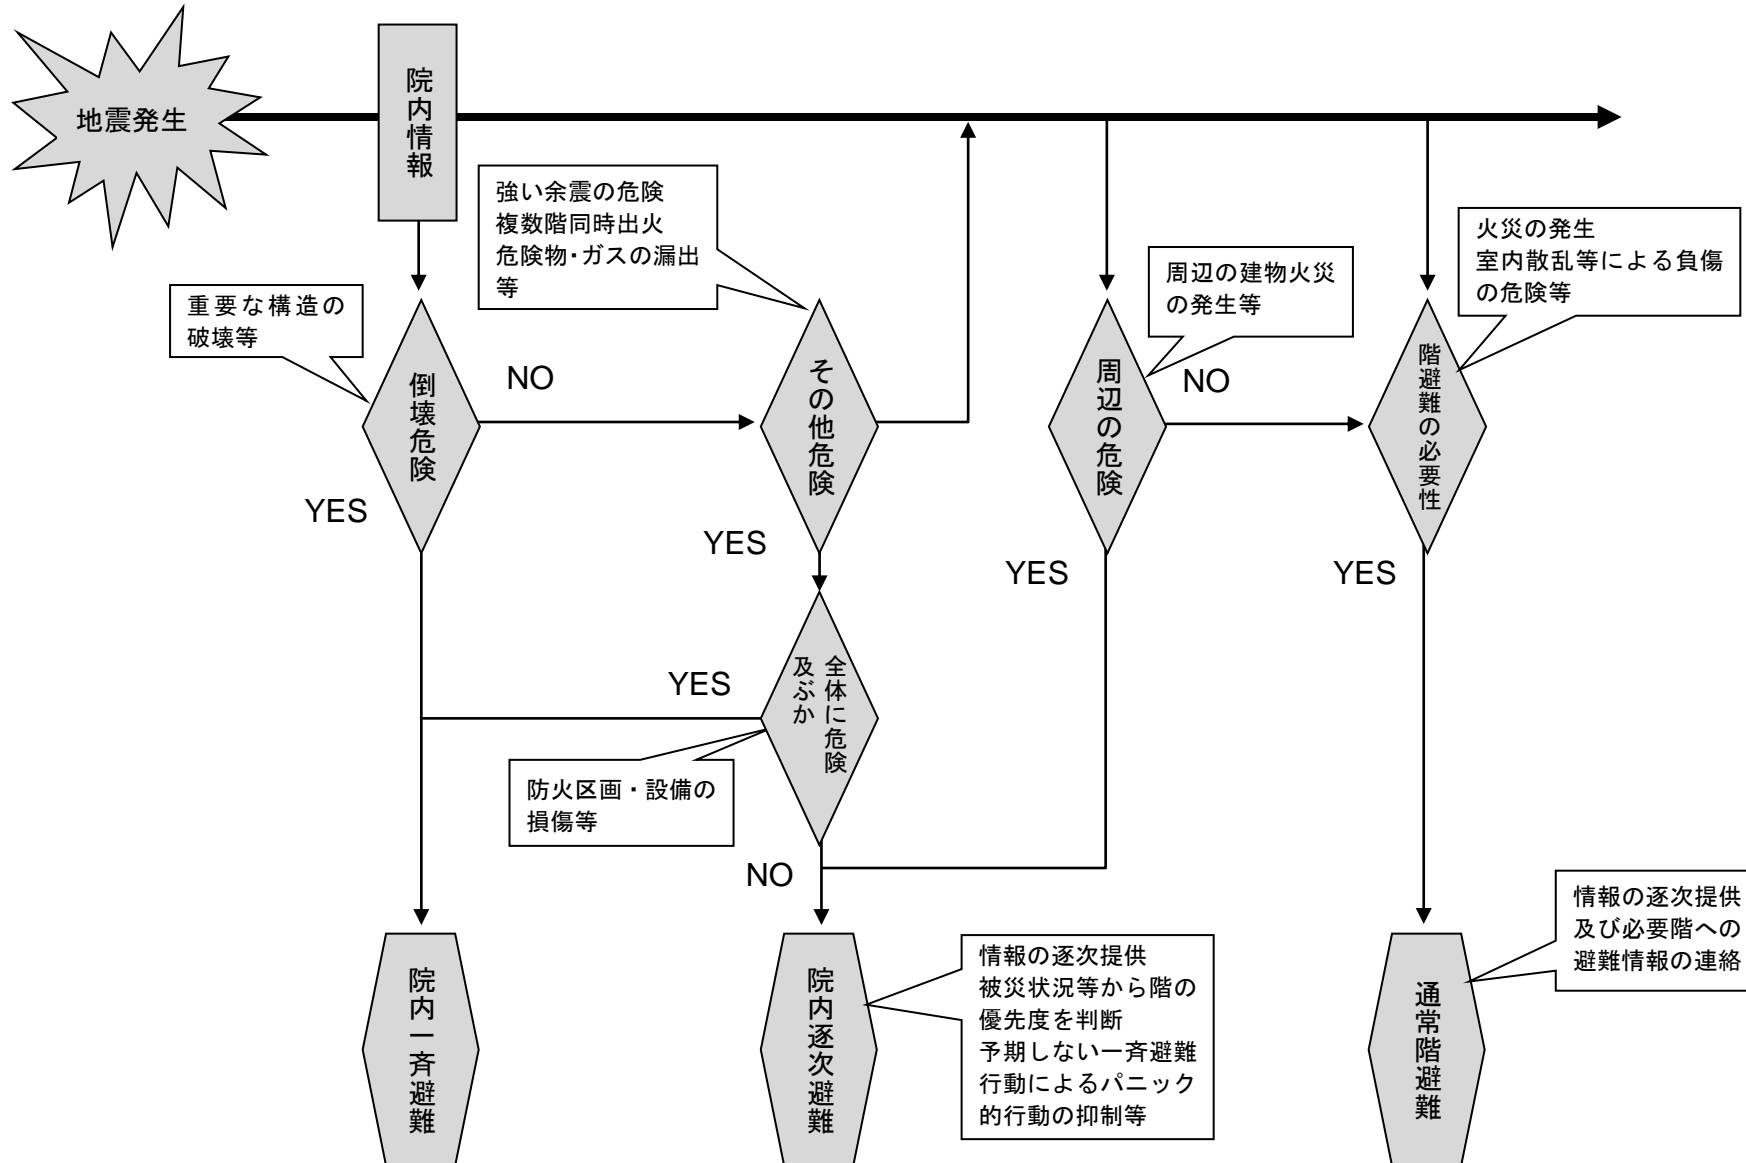 地震発生
院内情報
強い余震の危険
複数階同時出火
危険物・ガスの漏出
等
火災の発生
室内散乱等による負傷
の危険等
周辺の建物火災
の発生等
重要な構造の
破壊等
倒壊危険
NO
その他危険
周辺の危険
NO
階避難の必要性
YES
YES
YES
YES
全体に危険
及ぶか
YES
防火区画・設備の
損傷等
NO
院内一斉避難
院内逐次避難
情報の逐次提供
被災状況等から階の
優先度を判断
予期しない一斉避難
行動によるパニック
的行動の抑制等
通常階避難
情報の逐次提供
及び必要階への
避難情報の連絡